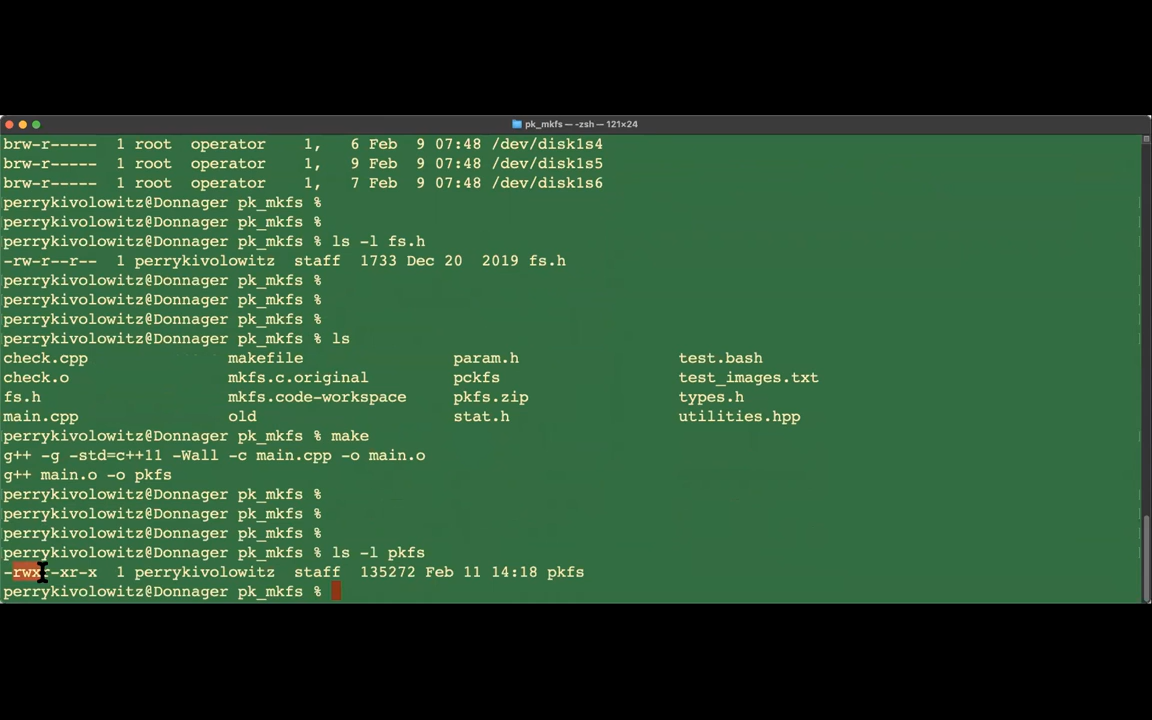 pk_mkfs — -zsh — 121×24
brw-r-----  1 root  operator    1,   6 Feb  9 07:48 /dev/disk1s4
brw-r-----  1 root  operator    1,   9 Feb  9 07:48 /dev/disk1s5
brw-r-----  1 root  operator    1,   7 Feb  9 07:48 /dev/disk1s6
perrykivolowitz@Donnager pk_mkfs %
perrykivolowitz@Donnager pk_mkfs %
perrykivolowitz@Donnager pk_mkfs % ls -l fs.h
-rw-r--r--  1 perrykivolowitz  staff  1733 Dec 20  2019 fs.h
perrykivolowitz@Donnager pk_mkfs %
perrykivolowitz@Donnager pk_mkfs %
perrykivolowitz@Donnager pk_mkfs %
perrykivolowitz@Donnager pk_mkfs % ls
check.cpp               makefile                param.h                 test.bash
check.o                 mkfs.c.original         pckfs                   test_images.txt
fs.h                    mkfs.code-workspace     pkfs.zip                types.h
main.cpp                old                     stat.h                  utilities.hpp
perrykivolowitz@Donnager pk_mkfs % make
g++ -g -std=c++11 -Wall -c main.cpp -o main.o
g++ main.o -o pkfs
perrykivolowitz@Donnager pk_mkfs %
perrykivolowitz@Donnager pk_mkfs %
perrykivolowitz@Donnager pk_mkfs %
perrykivolowitz@Donnager pk_mkfs % ls -l pkfs
-rwxr-xr-x  1 perrykivolowitz  staff  135272 Feb 11 14:18 pkfs
perrykivolowitz@Donnager pk_mkfs %